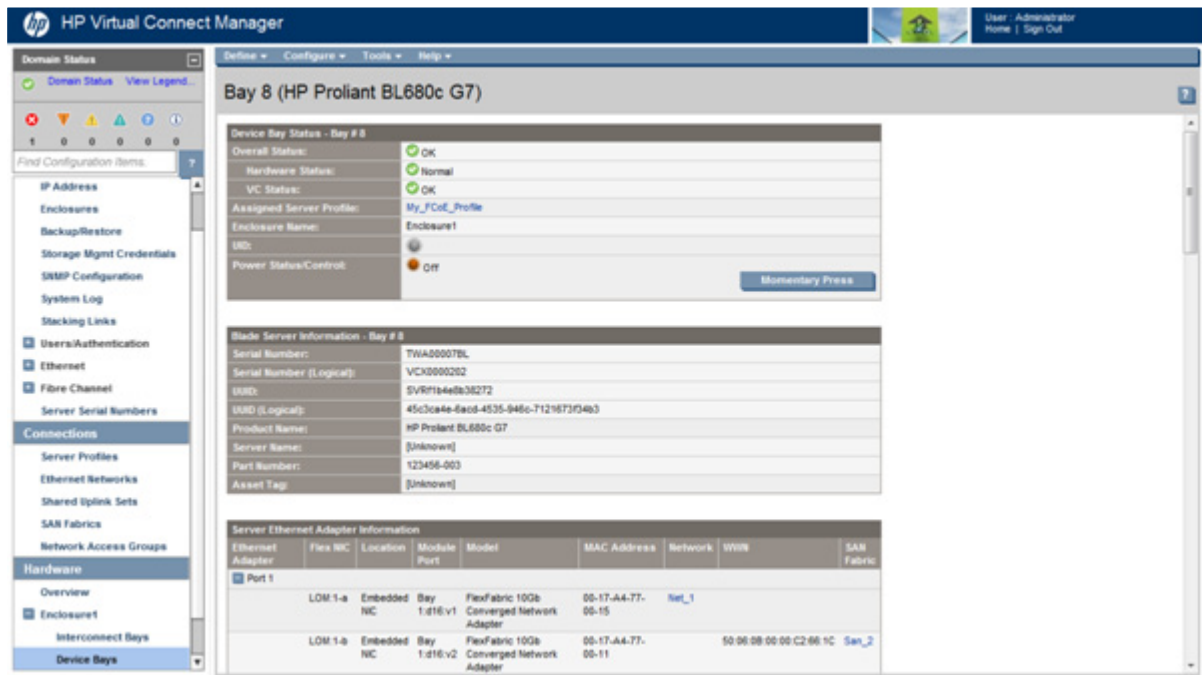 hp HP Virtual Connect Manager
User : Administrator
Home | Sign Out
Domain Status
Domain Status View Legend...
1 0 0 0 0 0
Find Configuration Items. ?
IP Address
Enclosures
Backup/Restore
Storage Mgmt Credentials
SNMP Configuration
System Log
Stacking Links
Users/Authentication
Ethernet
Fibre Channel
Server Serial Numbers
Connections
Server Profiles
Ethernet Networks
Shared Uplink Sets
SAN Fabrics
Network Access Groups
Hardware
Overview
Enclosure1
Interconnect Bays
Device Bays
Define Configure Tools Help
Bay 8 (HP Proliant BL680c G7) ?
Device Bay Status - Bay # 8
Overall Status: OK
Hardware Status: Normal
VC Status: OK
Assigned Server Profile: My_FCoE_Profile
Enclosure Name: Enclosure1
UID:
Power Status/Control: Off
Momentary Press
Blade Server Information - Bay # 8
Serial Number: TWA00007BL
Serial Number (Logical): VCX0000202
UUID: SVRf1b4e8b38272
UUID (Logical): 45c3ca4e-6acd-4535-946c-7121673f34b3
Product Name: HP Proliant BL680c G7
Server Name: [Unknown]
Part Number: 123456-003
Asset Tag: [Unknown]
Server Ethernet Adapter Information
Ethernet Flex NIC Location Module Model MAC Address Network WWN SAN
Adapter Port Fabric
Port 1
LOM:1-a Embedded Bay FlexFabric 10Gb 00-17-A4-77- Net_1
NIC 1:d16:v1 Converged Network 00-15
Adapter
LOM:1-b Embedded Bay FlexFabric 10Gb 00-17-A4-77- 50:06:0B:00:00:C2:66:1C San_2
NIC 1:d16:v2 Converged Network 00-11
Adapter